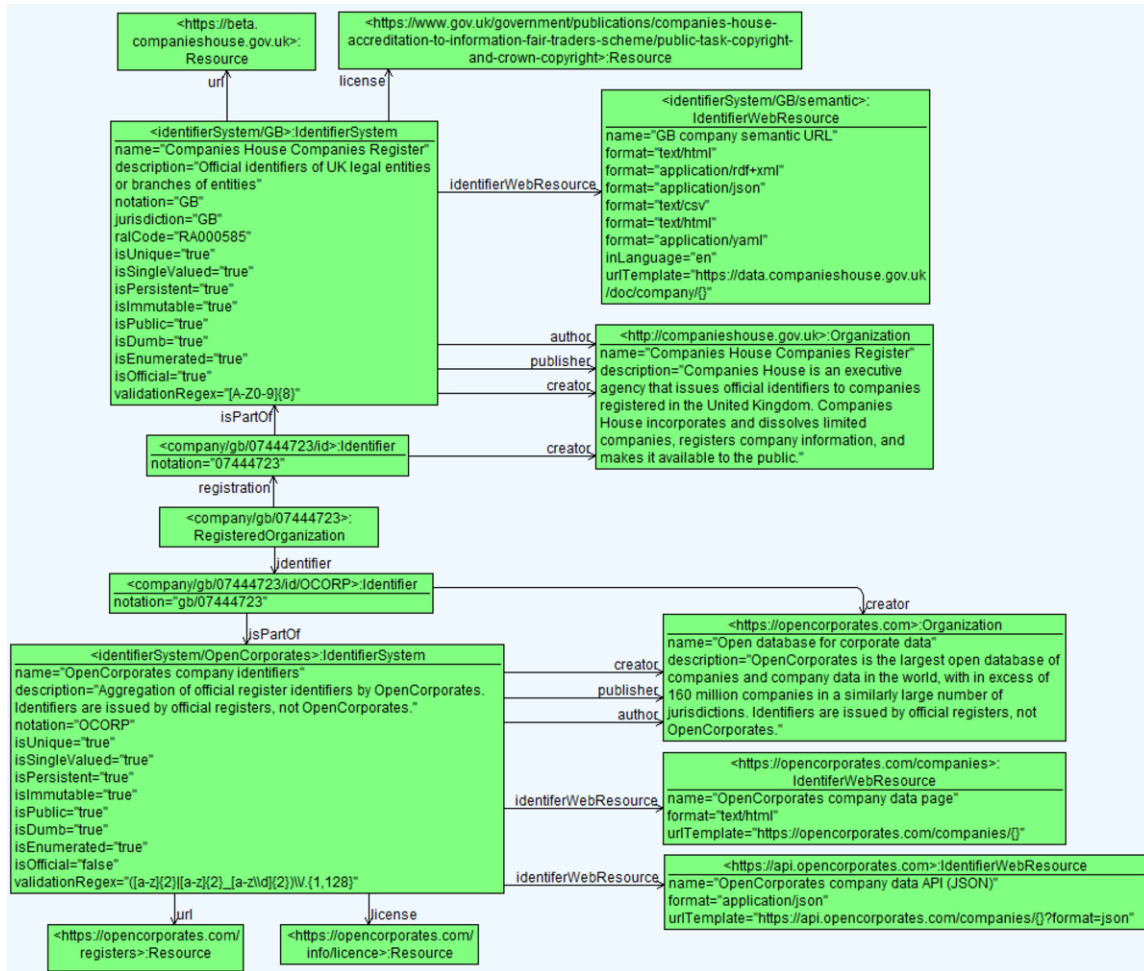 <https://beta.
companieshouse.gov.uk>:
Resource
<https://www.gov.uk/government/publications/companies-house-
accreditation-to-information-fair-traders-scheme/public-task-copyright-
and-crown-copyright>:Resource
url
license
<identifierSystem/GB>:IdentifierSystem
name="Companies House Companies Register"
description="Official identifiers of UK legal entities
or branches of entities"
notation="GB"
jurisdiction="GB"
ralCode="RA000585"
isUnique="true"
isSingleValued="true"
isPersistent="true"
isImmutable="true"
isPublic="true"
isDumb="true"
isEnumerated="true"
isOfficial="true"
validationRegex="[A-Z0-9]{8}"
identifierWebResource
<identifierSystem/GB/semantic>:
IdentifierWebResource
name="GB company semantic URL"
format="text/html"
format="application/rdf+xml"
format="application/json"
format="text/csv"
format="text/html"
format="application/yaml"
inLanguage="en"
urlTemplate="https://data.companieshouse.gov.uk
/doc/company/{}"
author
publisher
creator
<http://companieshouse.gov.uk>:Organization
name="Companies House Companies Register"
description="Companies House is an executive
agency that issues official identifiers to companies
registered in the United Kingdom. Companies
House incorporates and dissolves limited
companies, registers company information, and
makes it available to the public."
isPartOf
<company/gb/07444723/id>:Identifier
notation="07444723"
creator
registration
<company/gb/07444723>:
RegisteredOrganization
identifier
<company/gb/07444723/id/OCORP>:Identifier
notation="gb/07444723"
creator
isPartOf
<identifierSystem/OpenCorporates>:IdentifierSystem
name="OpenCorporates company identifiers"
description="Aggregation of official register identifiers by OpenCorporates.
Identifiers are issued by official registers, not OpenCorporates."
notation="OCORP"
isUnique="true"
isSingleValued="true"
isPersistent="true"
isImmutable="true"
isPublic="true"
isDumb="true"
isEnumerated="true"
isOfficial="false"
validationRegex="([a-z]{2}|[a-z]{2}_[a-z\\d]{2})\\/.{1,128}"
creator
publisher
author
<https://opencorporates.com>:Organization
name="Open database for corporate data"
description="OpenCorporates is the largest open database of
companies and company data in the world, with in excess of
160 million companies in a similarly large number of
jurisdictions. Identifiers are issued by official registers, not
OpenCorporates."
identiferWebResource
<https://opencorporates.com/companies>:
IdentiferWebResource
name="OpenCorporates company data page"
format="text/html"
urlTemplate="https://opencorporates.com/companies/{}"
identiferWebResource
<https://api.opencorporates.com>:IdentifierWebResource
name="OpenCorporates company data API (JSON)"
format="application/json"
urlTemplate="https://api.opencorporates.com/companies/{}?format=json"
url
license
<https://opencorporates.com/
registers>:Resource
<https://opencorporates.com/
info/licence>:Resource